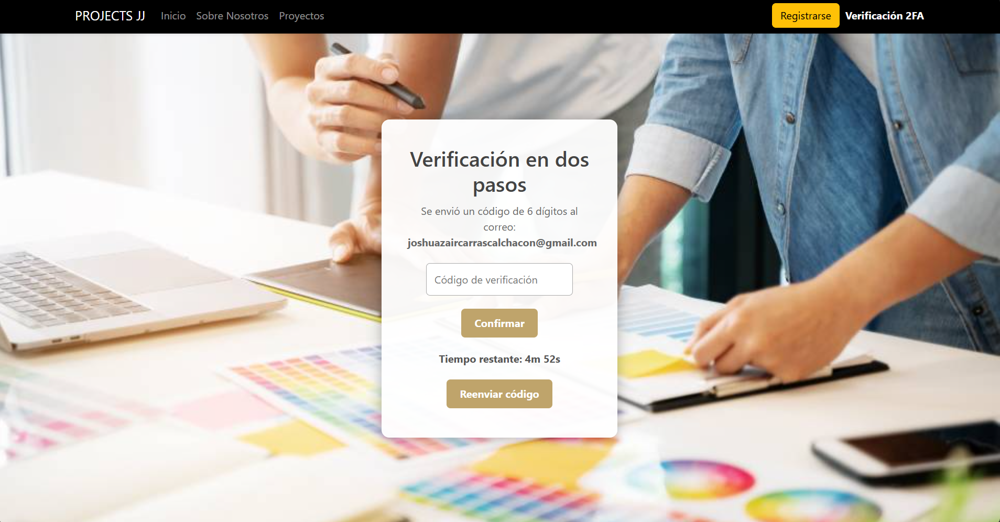 PROJECTS JJ Inicio Sobre Nosotros Proyectos Registrarse Verificación 2FA
Verificación en dos
pasos
Se envió un código de 6 dígitos al
correo:
joshuazaircarrascalchacon@gmail.com
Código de verificación
Confirmar
Tiempo restante: 4m 52s
Reenviar código